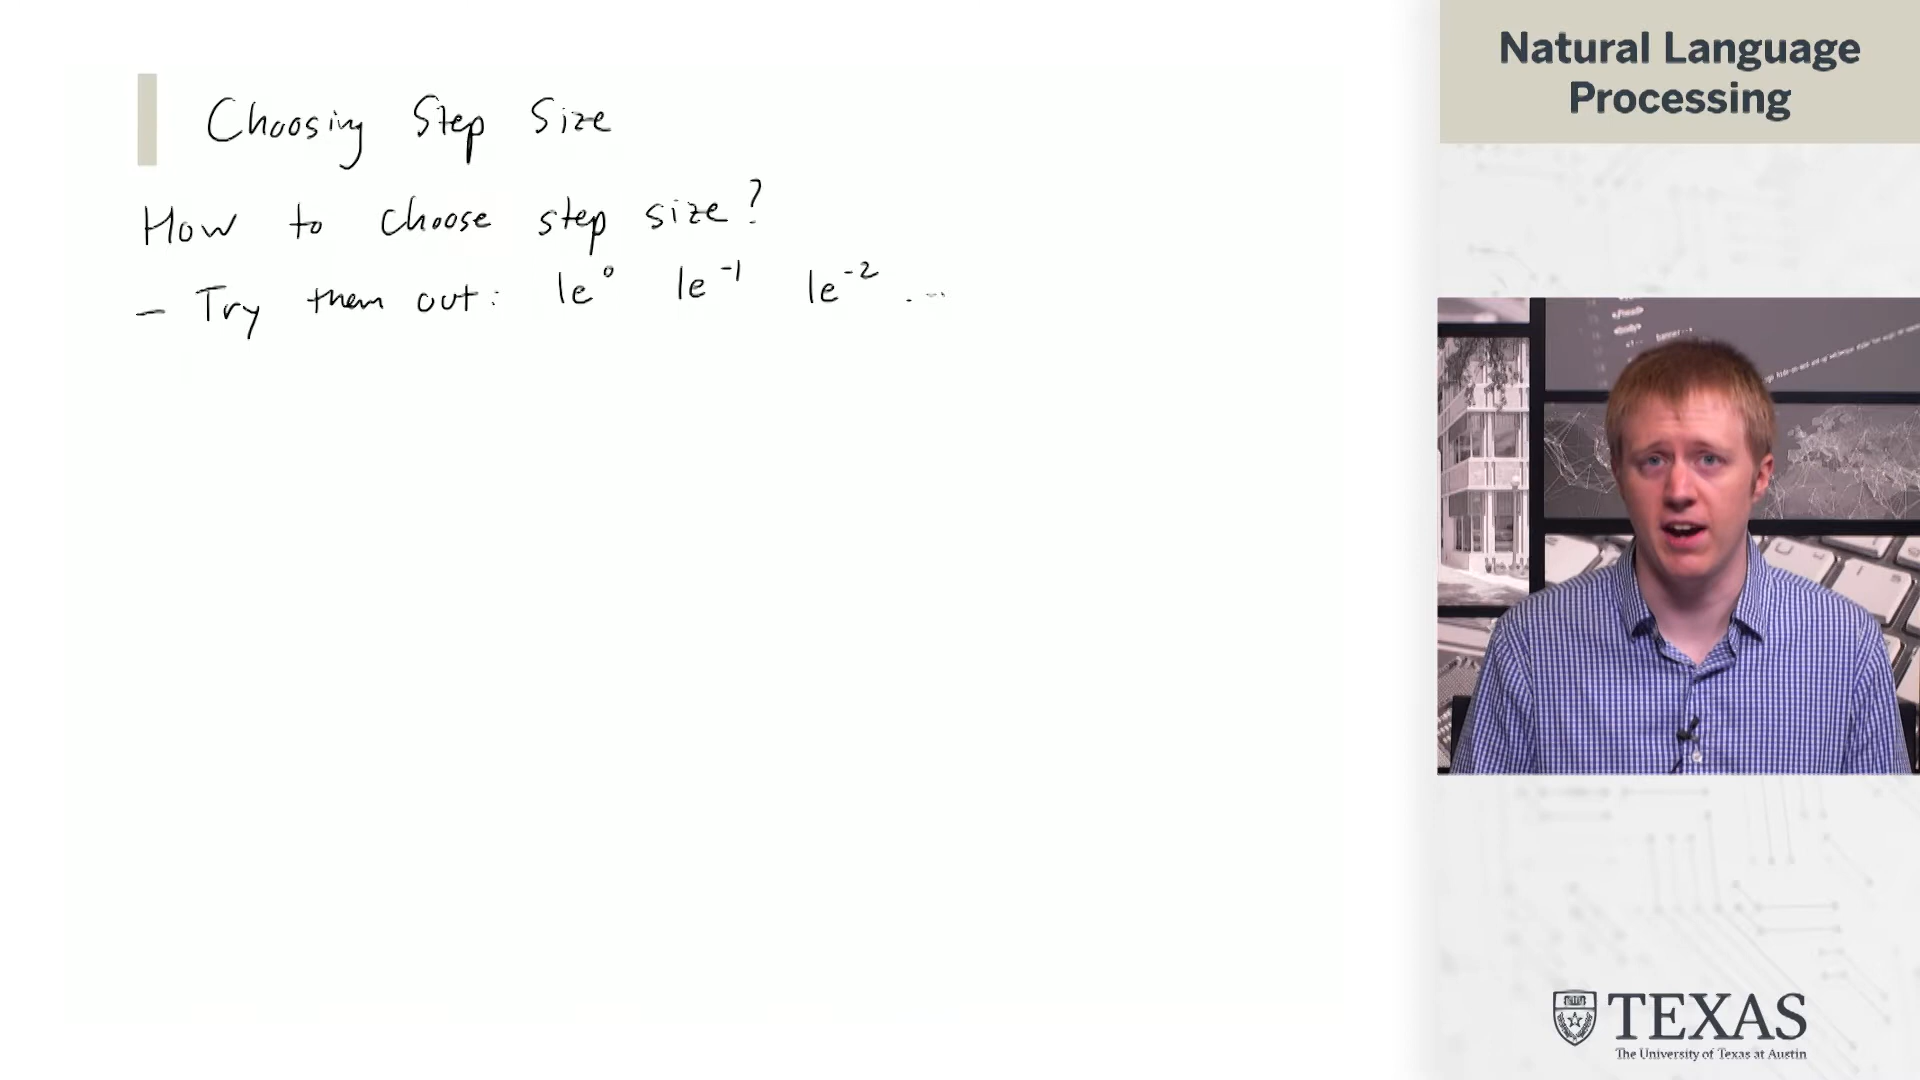 Choosing Step Size
How to choose step size?
- Try them out: 1e⁰ 1e⁻¹ 1e⁻² ...
Natural Language
Processing
TEXAS
The University of Texas at Austin